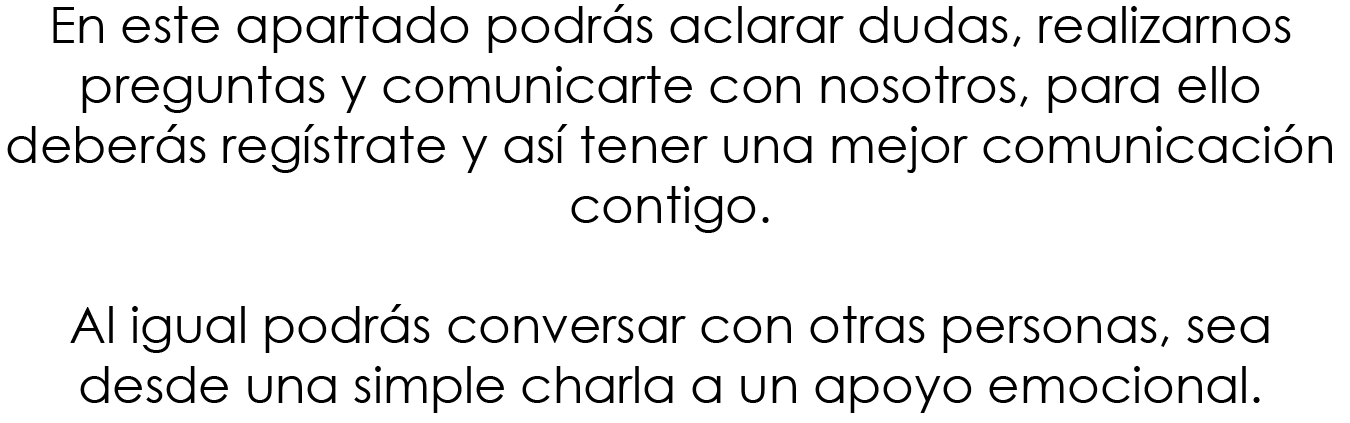 En este apartado podrás aclarar dudas, realizarnos
preguntas y comunicarte con nosotros, para ello
deberás regístrate y así tener una mejor comunicación
contigo.
Al igual podrás conversar con otras personas, sea
desde una simple charla a un apoyo emocional.